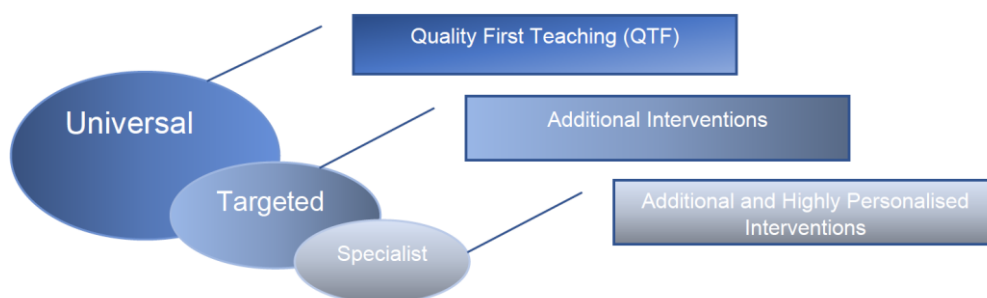 Quality First Teaching (QTF)
Universal
Additional Interventions
Targeted
Additional and Highly Personalised
Interventions
Specialist